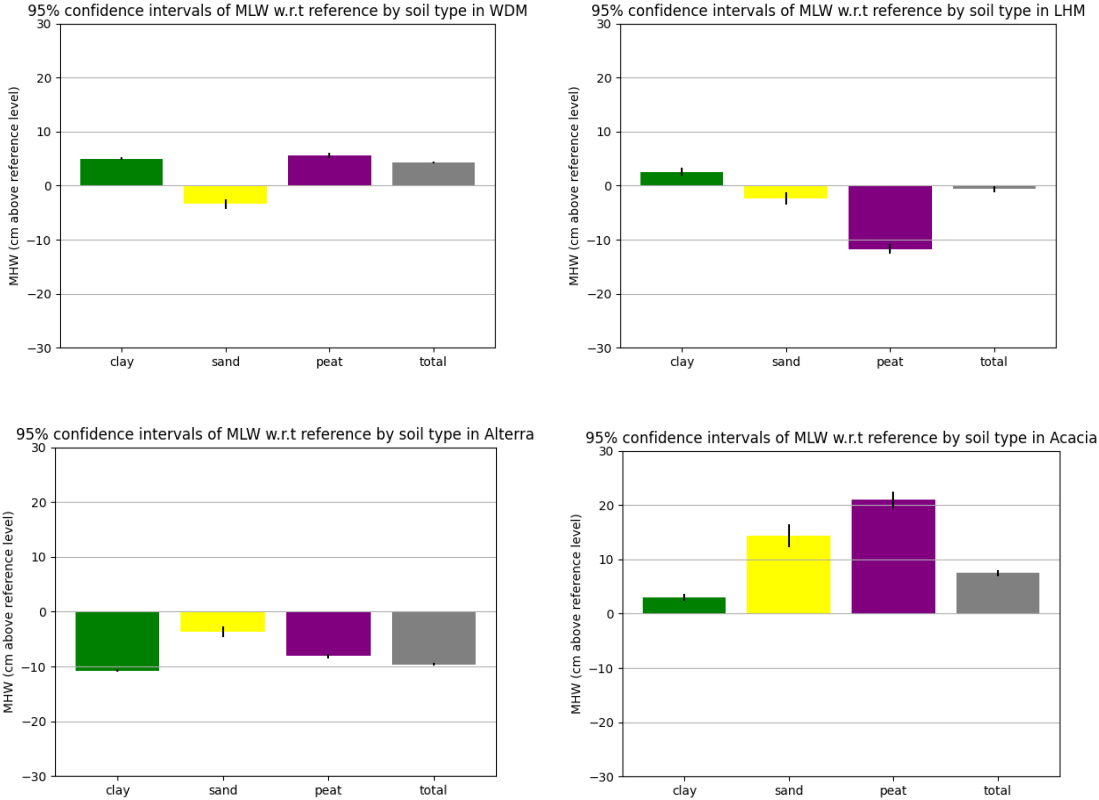 95% confidence intervals of MLW w.r.t reference by soil type in WDM
MHW (cm above reference level)
30
20
10
0
−10
−20
−30
clay sand peat total
95% confidence intervals of MLW w.r.t reference by soil type in LHM
MHW (cm above reference level)
30
20
10
0
−10
−20
−30
clay sand peat total
95% confidence intervals of MLW w.r.t reference by soil type in Alterra
MHW (cm above reference level)
30
20
10
0
−10
−20
−30
clay sand peat total
95% confidence intervals of MLW w.r.t reference by soil type in Acacia
MHW (cm above reference level)
30
20
10
0
−10
−20
−30
clay sand peat total